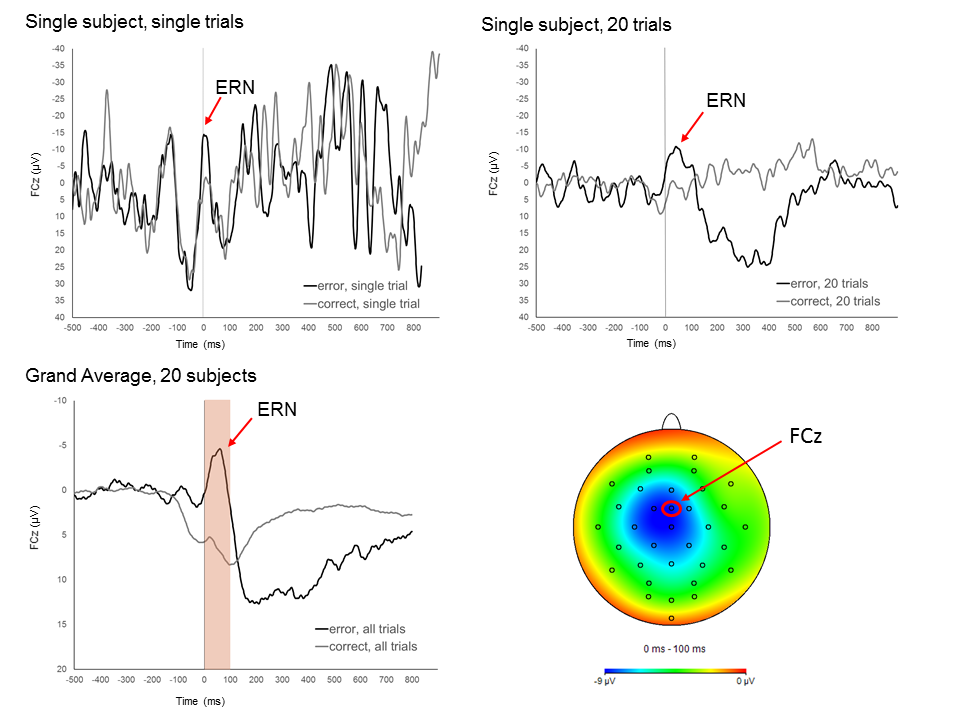 Single subject, single trials
-40
-35
-30
-25
-20
-15
-10
-5
0
5
10
15
20
25
30
35
40
FCz (µV)
ERN
error, single trial
correct, single trial
-500 -400 -300 -200 -100 0 100 200 300 400 500 600 700 800
Time (ms)
Single subject, 20 trials
-40
-35
-30
-25
-20
-15
-10
-5
0
5
10
15
20
25
30
35
40
FCz (µV)
ERN
error, 20 trials
correct, 20 trials
-500 -400 -300 -200 -100 0 100 200 300 400 500 600 700 800
Time (ms)
Grand Average, 20 subjects
-10
-5
0
5
10
15
20
FCz (µV)
ERN
error, all trials
correct, all trials
-500 -400 -300 -200 -100 0 100 200 300 400 500 600 700 800
Time (ms)
FCz
0 ms - 100 ms
-9 µV 0 µV